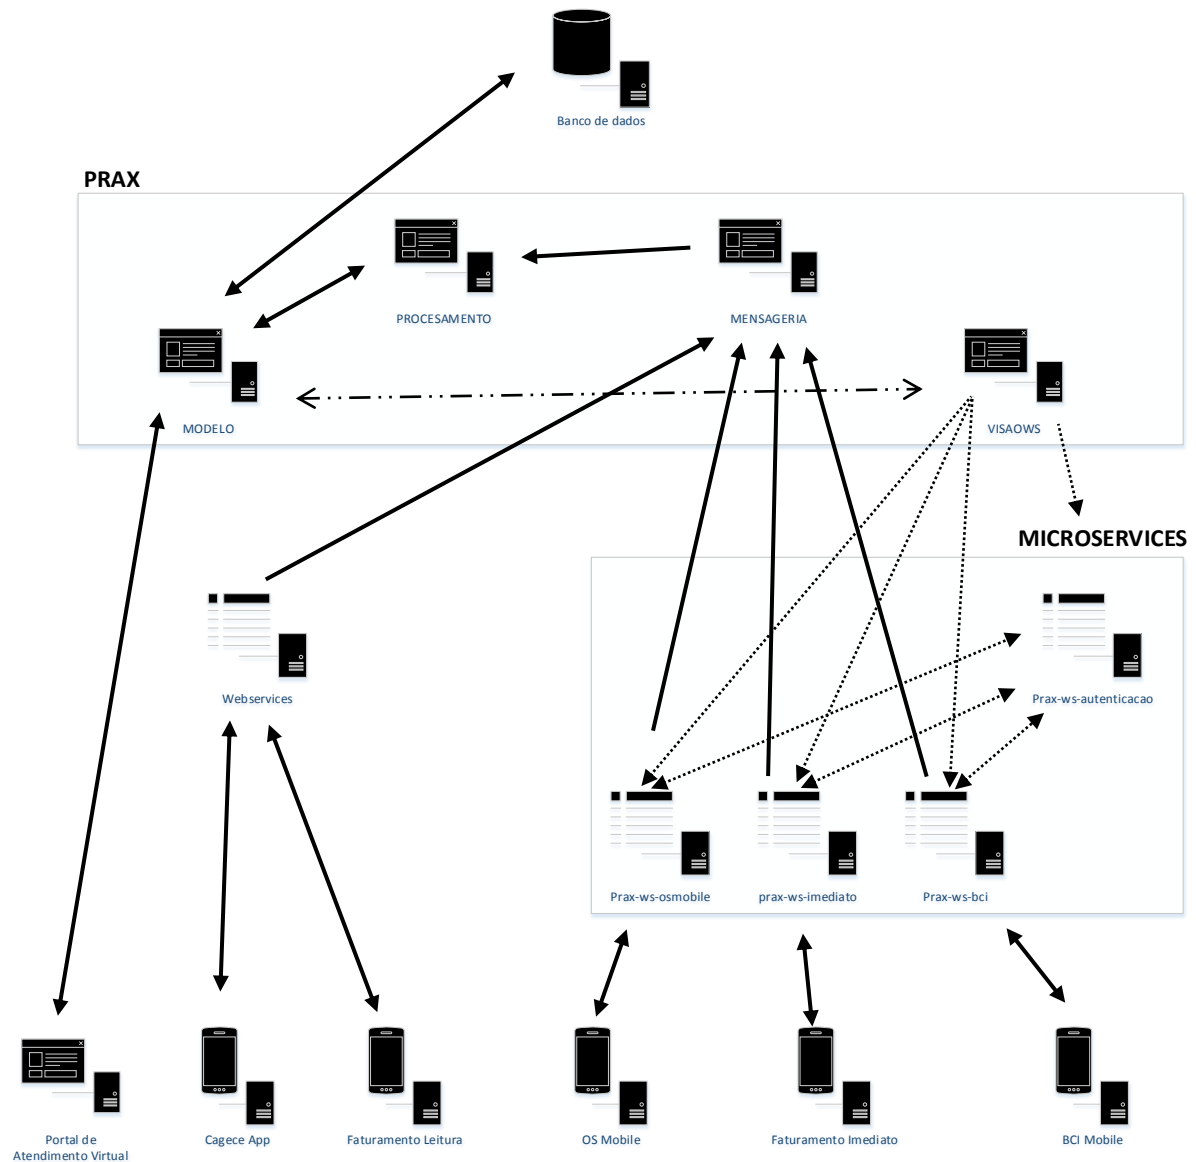 Banco de dados
PRAX
PROCESAMENTO
MENSAGERIA
MODELO
VISAOWS
MICROSERVICES
Webservices
Prax-ws-autenticacao
Prax-ws-osmobile
prax-ws-imediato
Prax-ws-bci
Portal de
Atendimento Virtual
Cagece App
Faturamento Leitura
OS Mobile
Faturamento Imediato
BCI Mobile